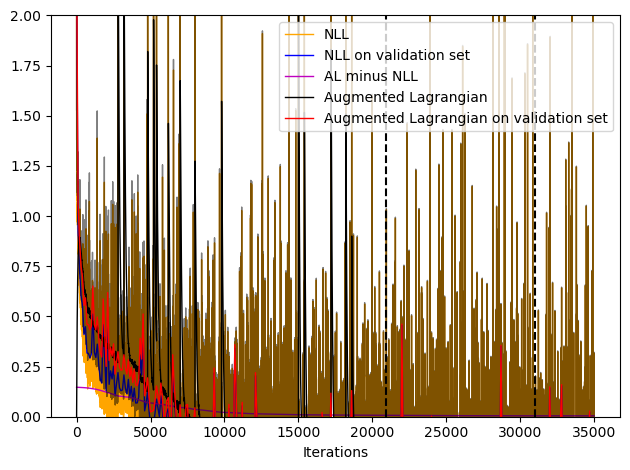 2.00
1.75
1.50
1.25
1.00
0.75
0.50
0.25
0.00
NLL
NLL on validation set
AL minus NLL
Augmented Lagrangian
Augmented Lagrangian on validation set
0
5000
10000
15000
20000
25000
30000
35000
Iterations